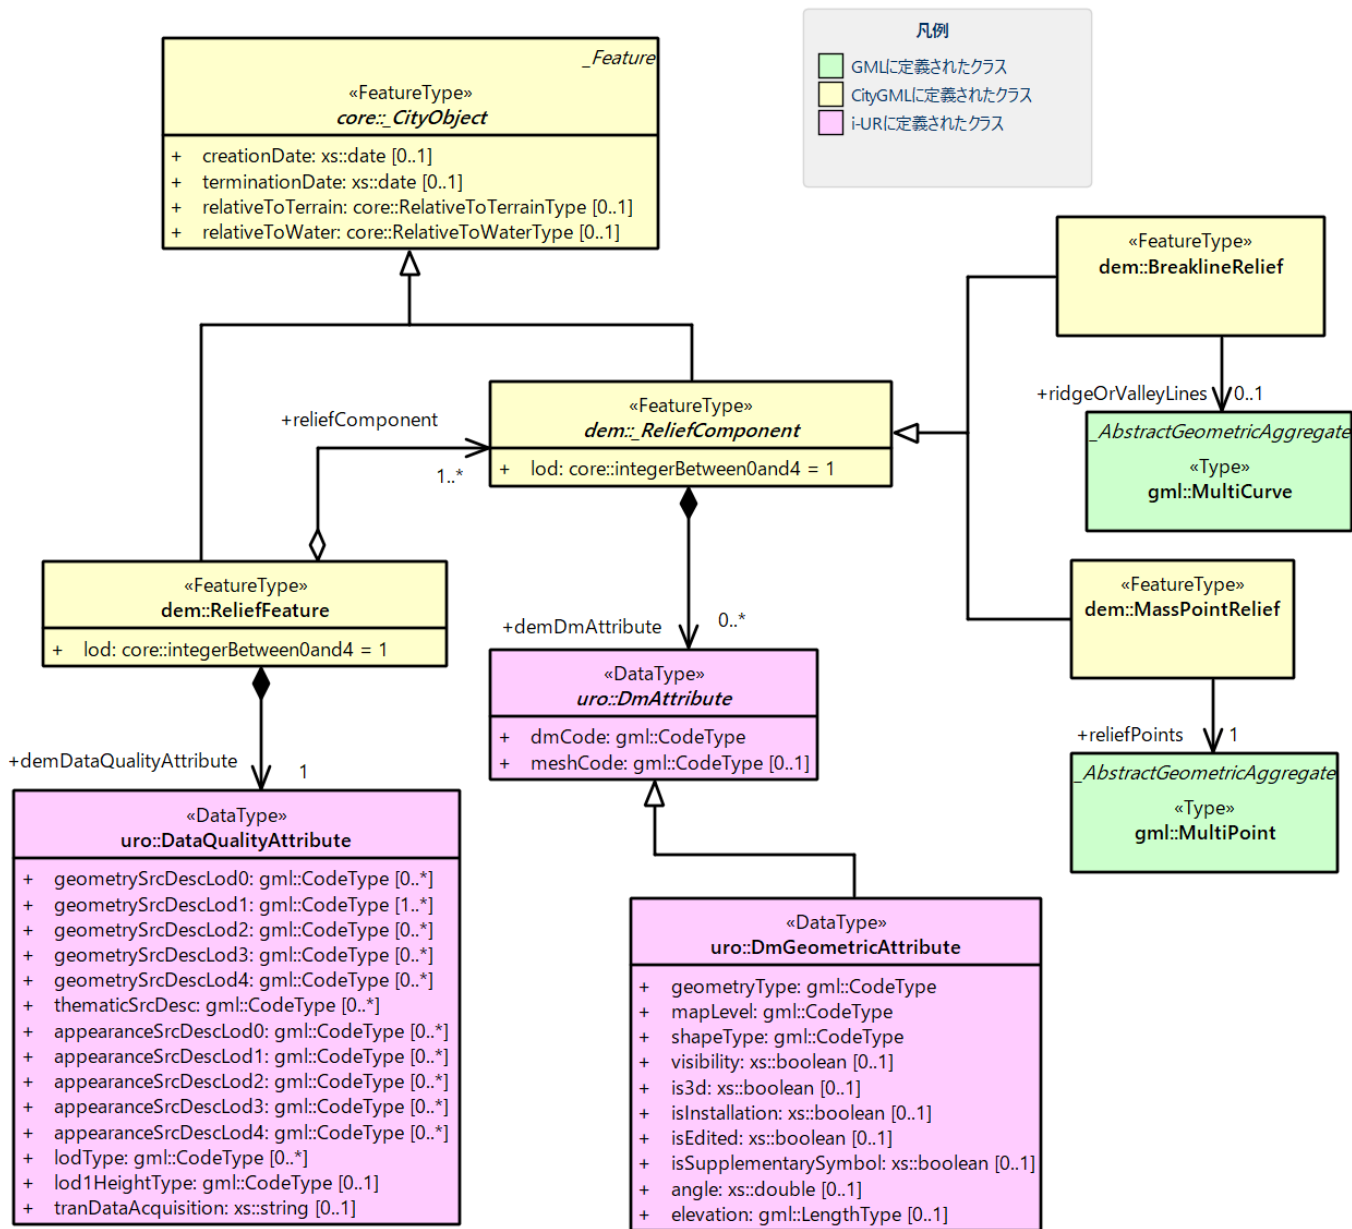 凡例
GMLに定義されたクラス
CityGMLに定義されたクラス
i-URに定義されたクラス
_Feature
«FeatureType»
core::_CityObject
+ creationDate: xs::date [0..1]
+ terminationDate: xs::date [0..1]
+ relativeToTerrain: core::RelativeToTerrainType [0..1]
+ relativeToWater: core::RelativeToWaterType [0..1]
«FeatureType»
dem::BreaklineRelief
+ridgeOrValleyLines
0..1
_AbstractGeometricAggregate
«Type»
gml::MultiCurve
+reliefComponent
1..*
«FeatureType»
dem::_ReliefComponent
+ lod: core::integerBetween0and4 = 1
«FeatureType»
dem::ReliefFeature
+ lod: core::integerBetween0and4 = 1
«FeatureType»
dem::MassPointRelief
+demDmAttribute
0..*
«DataType»
uro::DmAttribute
+ dmCode: gml::CodeType
+ meshCode: gml::CodeType [0..1]
+reliefPoints
1
_AbstractGeometricAggregate
«Type»
gml::MultiPoint
+demDataQualityAttribute
1
«DataType»
uro::DataQualityAttribute
+ geometrySrcDescLod0: gml::CodeType [0..*]
+ geometrySrcDescLod1: gml::CodeType [1..*]
+ geometrySrcDescLod2: gml::CodeType [0..*]
+ geometrySrcDescLod3: gml::CodeType [0..*]
+ geometrySrcDescLod4: gml::CodeType [0..*]
+ thematicSrcDesc: gml::CodeType [0..*]
+ appearanceSrcDescLod0: gml::CodeType [0..*]
+ appearanceSrcDescLod1: gml::CodeType [0..*]
+ appearanceSrcDescLod2: gml::CodeType [0..*]
+ appearanceSrcDescLod3: gml::CodeType [0..*]
+ appearanceSrcDescLod4: gml::CodeType [0..*]
+ lodType: gml::CodeType [0..*]
+ lod1HeightType: gml::CodeType [0..1]
+ tranDataAcquisition: xs::string [0..1]
«DataType»
uro::DmGeometricAttribute
+ geometryType: gml::CodeType
+ mapLevel: gml::CodeType
+ shapeType: gml::CodeType
+ visibility: xs::boolean [0..1]
+ is3d: xs::boolean [0..1]
+ isInstallation: xs::boolean [0..1]
+ isEdited: xs::boolean [0..1]
+ isSupplementarySymbol: xs::boolean [0..1]
+ angle: xs::double [0..1]
+ elevation: gml::LengthType [0..1]